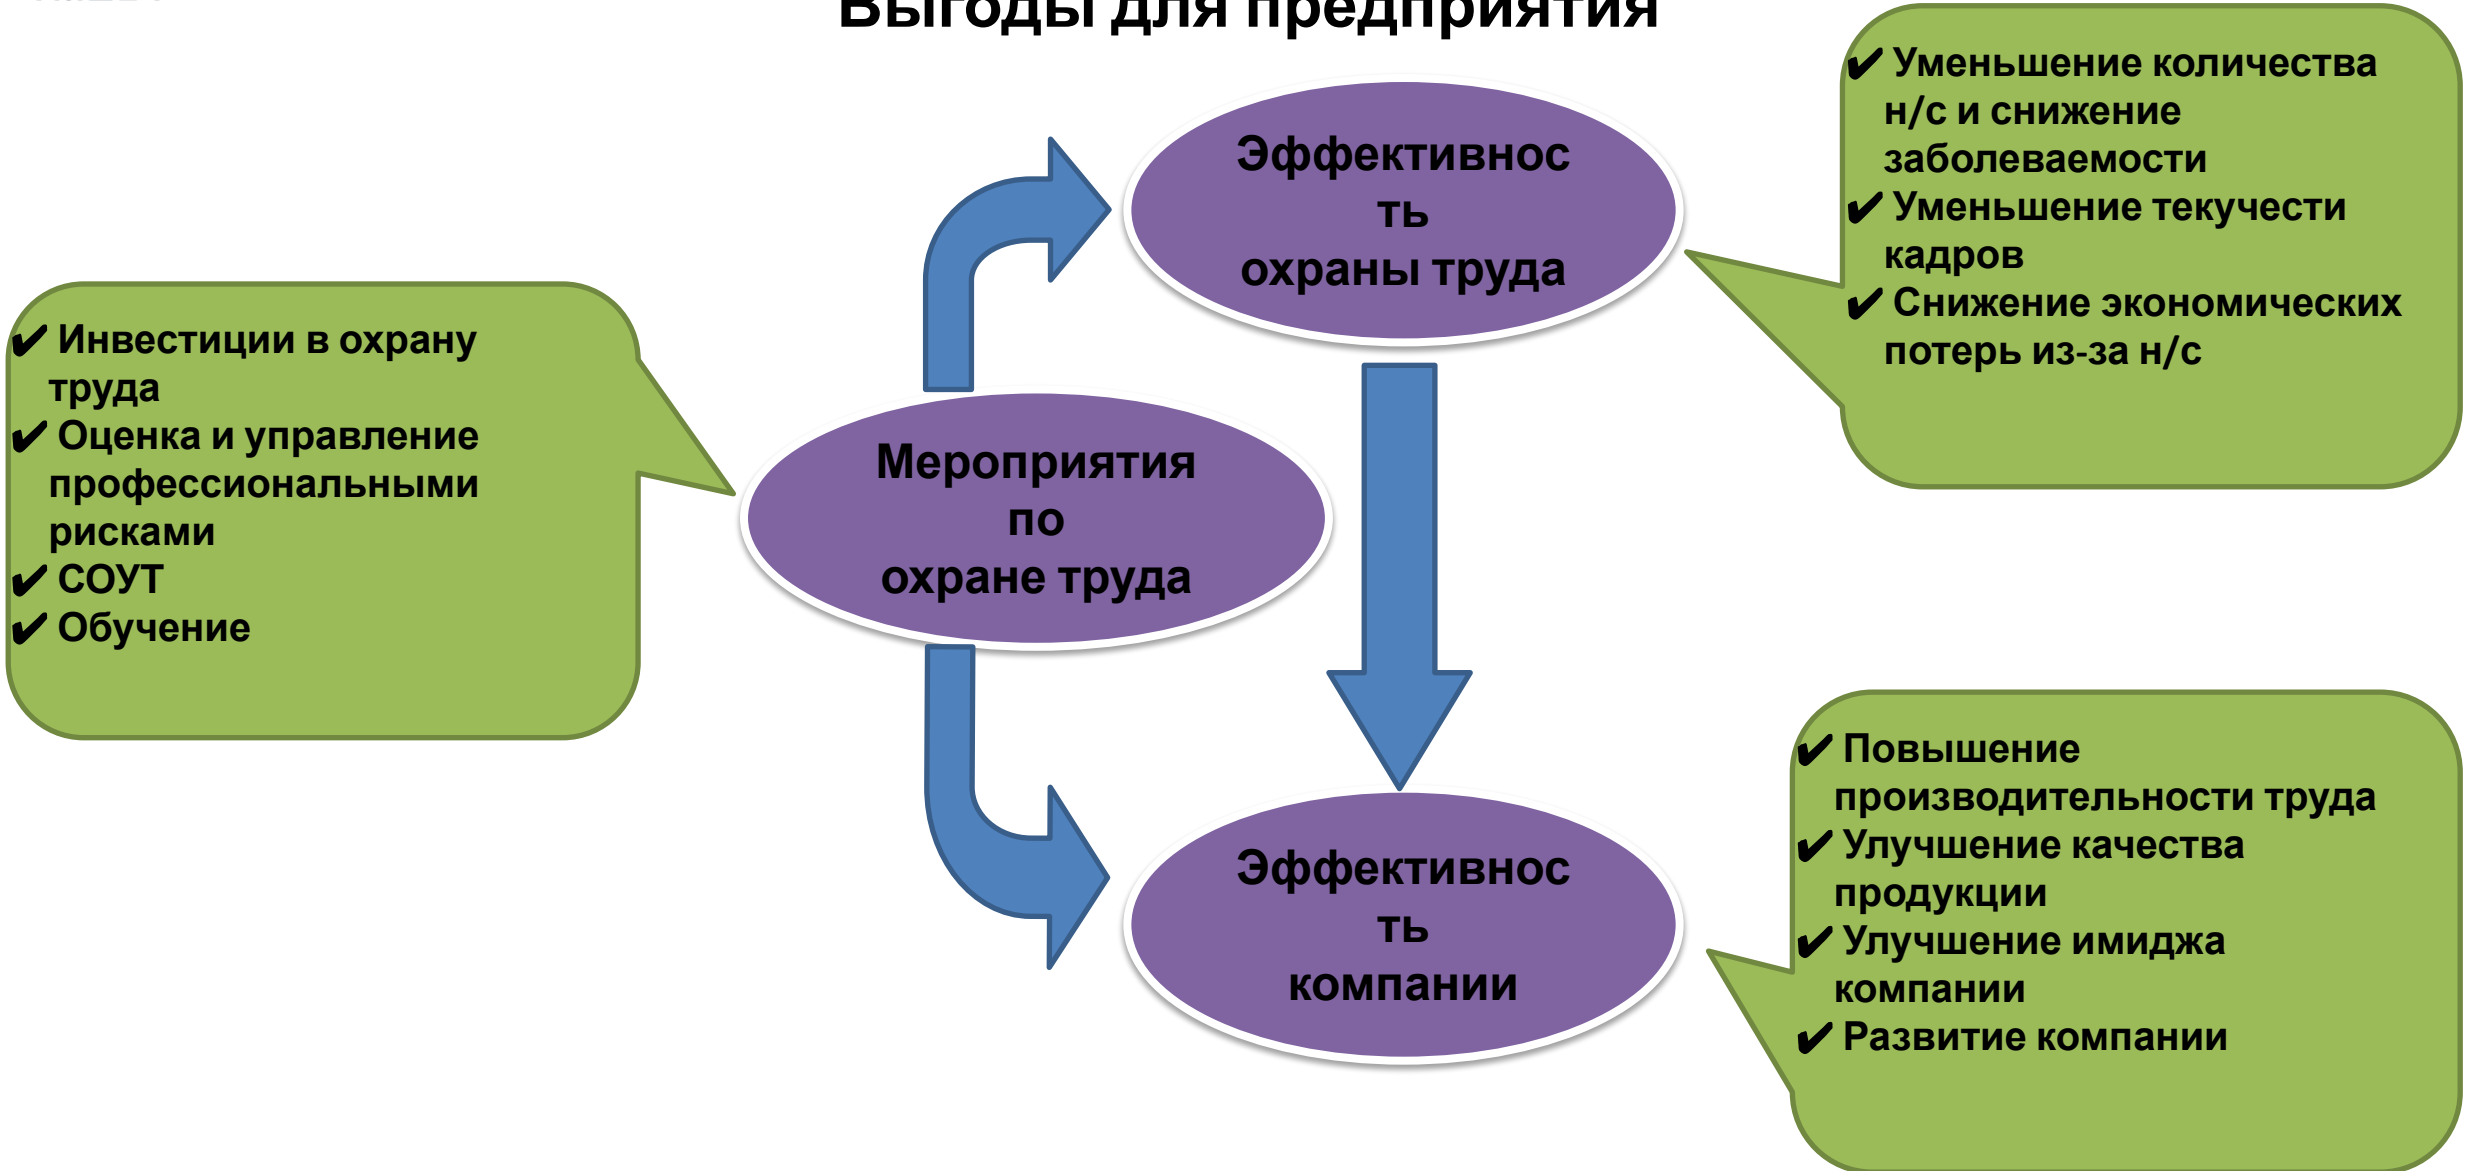 Выгоды для предприятия
✔ Уменьшение количества
н/с и снижение
заболеваемости
✔ Уменьшение текучести
кадров
✔ Снижение экономических
потерь из-за н/с
Эффективнос
ть
охраны труда
✔ Инвестиции в охрану
труда
✔ Оценка и управление
профессиональными
рисками
✔ СОУТ
✔ Обучение
Мероприятия
по
охране труда
Эффективнос
ть
компании
✔ Повышение
производительности труда
✔ Улучшение качества
продукции
✔ Улучшение имиджа
компании
✔ Развитие компании